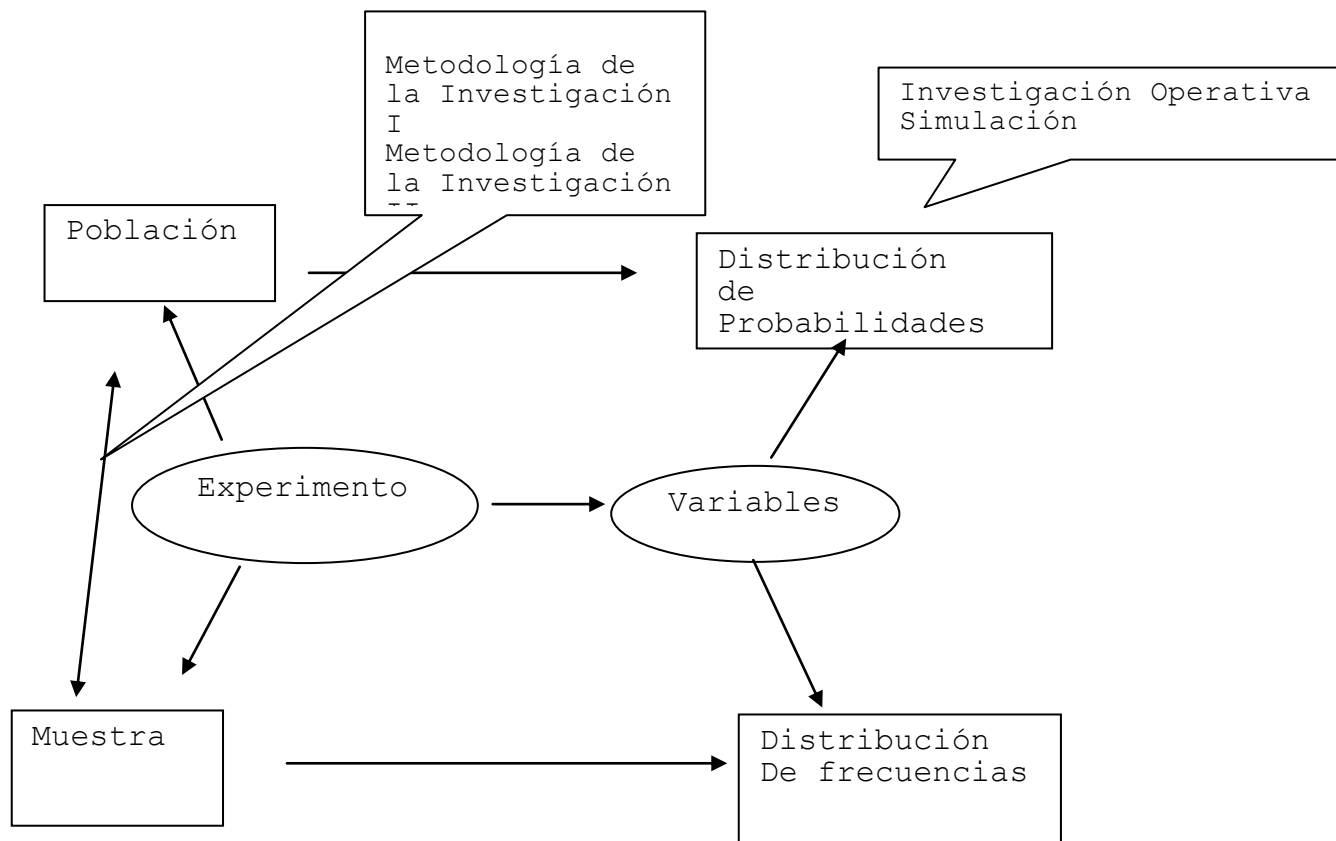 Metodología de
la Investigación
I
Metodología de
la Investigación
Investigación Operativa
Simulación
Población
Distribución
de
Probabilidades
Experimento
Variables
Muestra
Distribución
De frecuencias